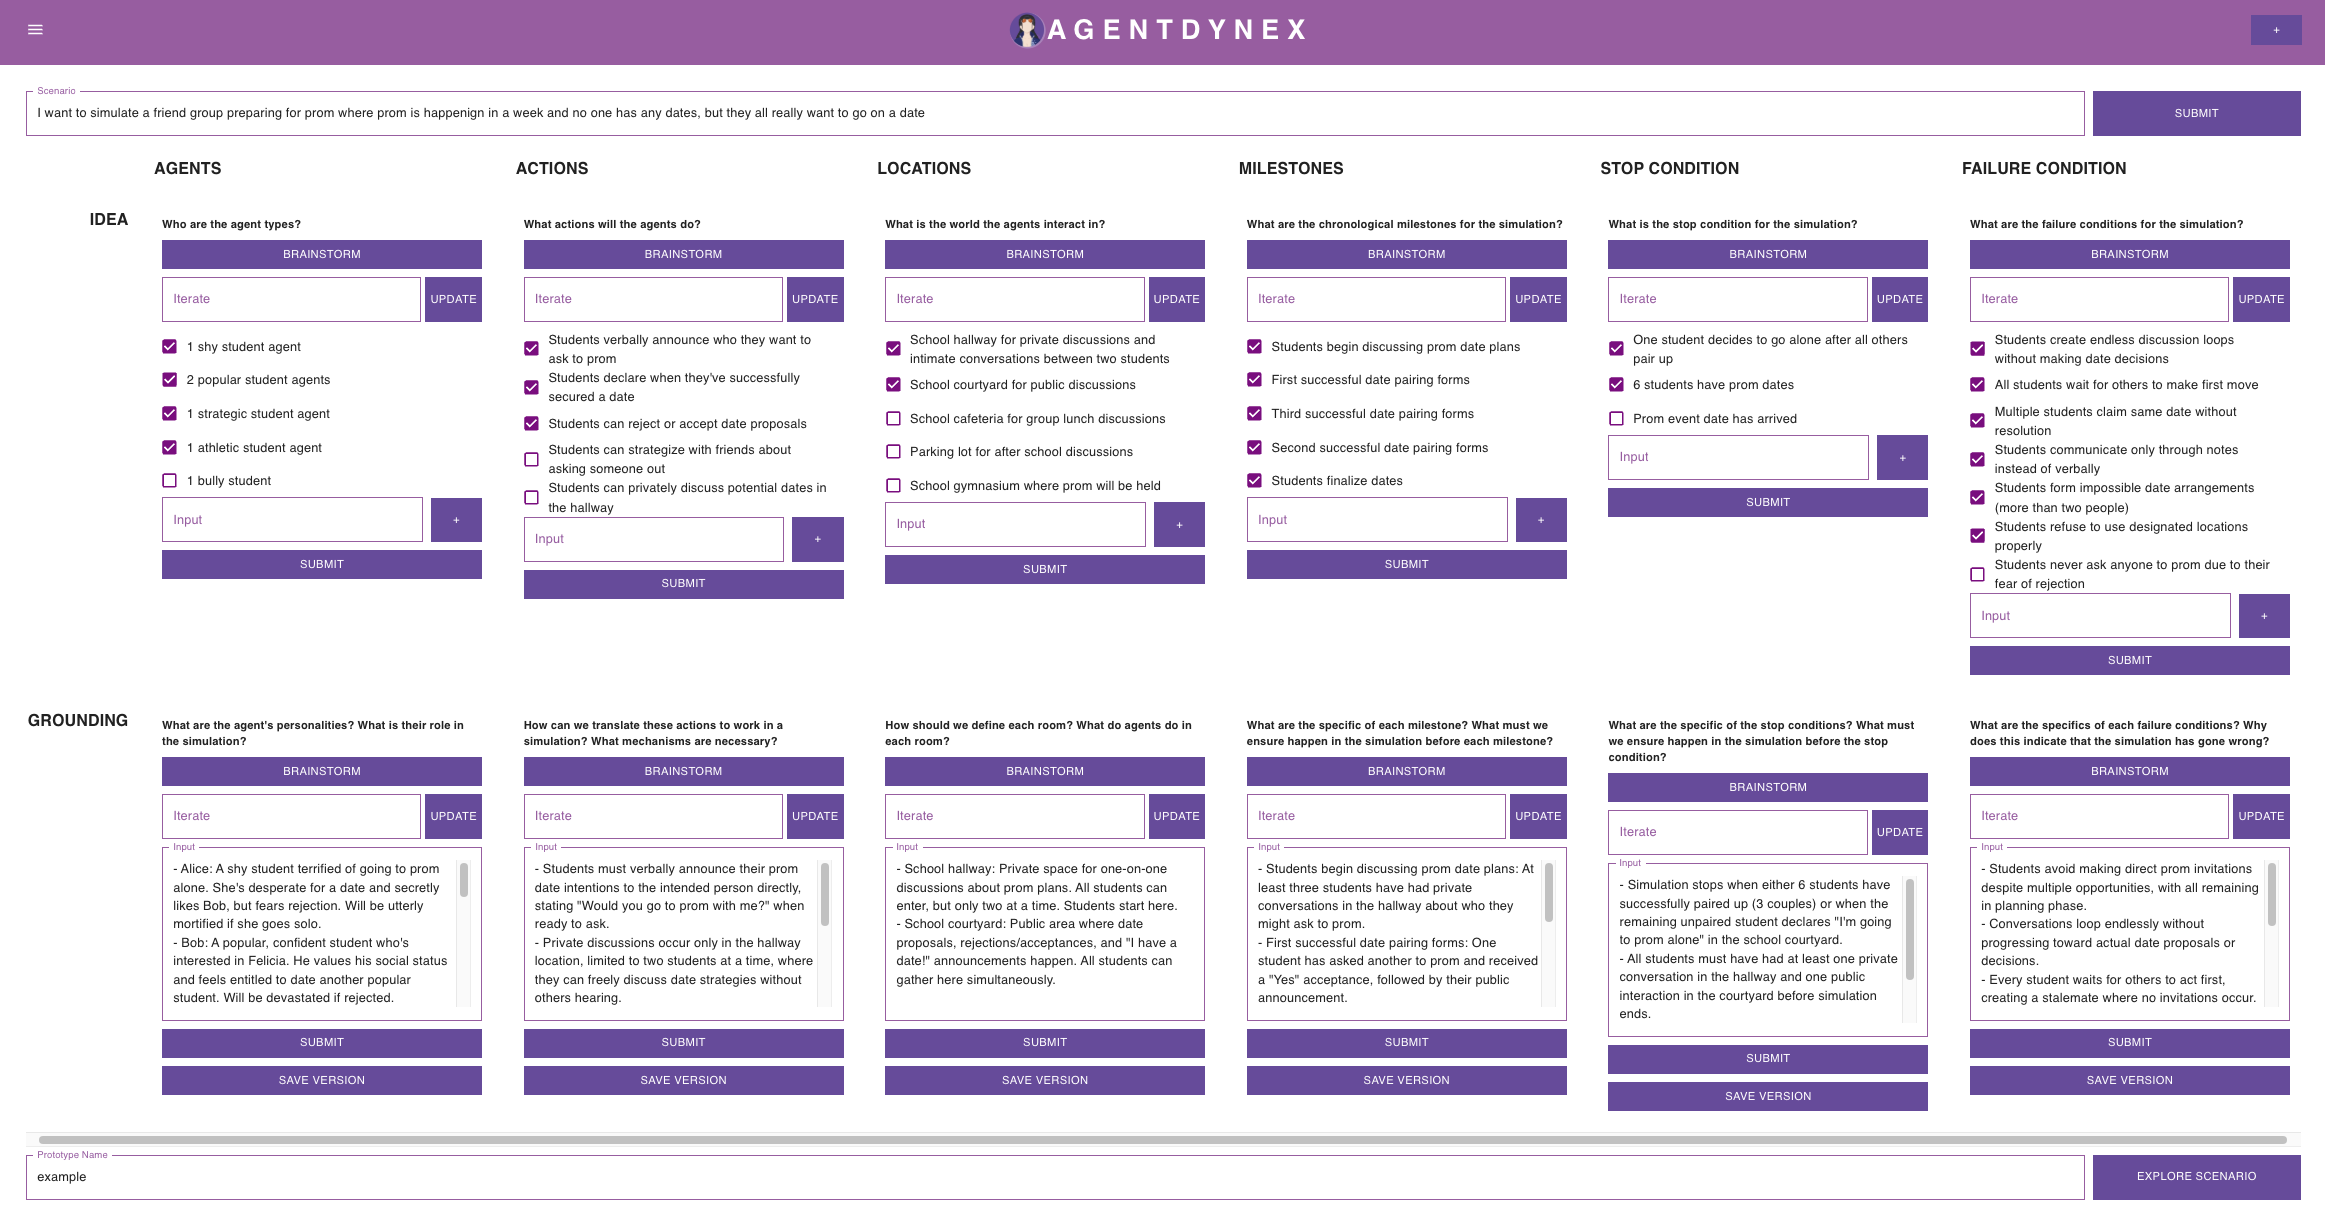 AGENTDYNEX
+
Scenario
I want to simulate a friend group preparing for prom where prom is happenign in a week and no one has any dates, but they all really want to go on a date
SUBMIT
AGENTS
ACTIONS
LOCATIONS
MILESTONES
STOP CONDITION
FAILURE CONDITION
IDEA
Who are the agent types?
BRAINSTORM
Iterate
UPDATE
1 shy student agent
2 popular student agents
1 strategic student agent
1 athletic student agent
1 bully student
Input
+
SUBMIT
What actions will the agents do?
BRAINSTORM
Iterate
UPDATE
Students verbally announce who they want to
ask to prom
Students declare when they've successfully
secured a date
Students can reject or accept date proposals
Students can strategize with friends about
asking someone out
Students can privately discuss potential dates in
the hallway
Input
+
SUBMIT
What is the world the agents interact in?
BRAINSTORM
Iterate
UPDATE
School hallway for private discussions and
intimate conversations between two students
School courtyard for public discussions
School cafeteria for group lunch discussions
Parking lot for after school discussions
School gymnasium where prom will be held
Input
+
SUBMIT
What are the chronological milestones for the simulation?
BRAINSTORM
Iterate
UPDATE
Students begin discussing prom date plans
First successful date pairing forms
Third successful date pairing forms
Second successful date pairing forms
Students finalize dates
Input
+
SUBMIT
What is the stop condition for the simulation?
BRAINSTORM
Iterate
UPDATE
One student decides to go alone after all others
pair up
6 students have prom dates
Prom event date has arrived
Input
+
SUBMIT
What are the failure conditions for the simulation?
BRAINSTORM
Iterate
UPDATE
Students create endless discussion loops
without making date decisions
All students wait for others to make first move
Multiple students claim same date without
resolution
Students communicate only through notes
instead of verbally
Students form impossible date arrangements
(more than two people)
Students refuse to use designated locations
properly
Students never ask anyone to prom due to their
fear of rejection
Input
+
SUBMIT
GROUNDING
What are the agent's personalities? What is their role in
the simulation?
BRAINSTORM
Iterate
UPDATE
Input
- Alice: A shy student terrified of going to prom
alone. She's desperate for a date and secretly
likes Bob, but fears rejection. Will be utterly
mortified if she goes solo.
- Bob: A popular, confident student who's
interested in Felicia. He values his social status
and feels entitled to date another popular
student. Will be devastated if rejected.
SUBMIT
SAVE VERSION
How can we translate these actions to work in a
simulation? What mechanisms are necessary?
BRAINSTORM
Iterate
UPDATE
Input
- Students must verbally announce their prom
date intentions to the intended person directly,
stating "Would you go to prom with me?" when
ready to ask.
- Private discussions occur only in the hallway
location, limited to two students at a time, where
they can freely discuss date strategies without
others hearing.
SUBMIT
SAVE VERSION
How should we define each room? What do agents do in
each room?
BRAINSTORM
Iterate
UPDATE
Input
- School hallway: Private space for one-on-one
discussions about prom plans. All students can
enter, but only two at a time. Students start here.
- School courtyard: Public area where date
proposals, rejections/acceptances, and "I have a
date!" announcements happen. All students can
gather here simultaneously.
SUBMIT
SAVE VERSION
What are the specific of each milestone? What must we
ensure happen in the simulation before each milestone?
BRAINSTORM
Iterate
UPDATE
Input
- Students begin discussing prom date plans: At
least three students have had private
conversations in the hallway about who they
might ask to prom.
- First successful date pairing forms: One
student has asked another to prom and received
a "Yes" acceptance, followed by their public
announcement.
SUBMIT
SAVE VERSION
What are the specific of the stop conditions? What must
we ensure happen in the simulation before the stop
condition?
BRAINSTORM
Iterate
UPDATE
Input
- Simulation stops when either 6 students have
successfully paired up (3 couples) or when the
remaining unpaired student declares "I'm going
to prom alone" in the school courtyard.
- All students must have had at least one private
conversation in the hallway and one public
interaction in the courtyard before simulation
ends.
SUBMIT
SAVE VERSION
What are the specifics of each failure conditions? Why
does this indicate that the simulation has gone wrong?
BRAINSTORM
Iterate
UPDATE
Input
- Students avoid making direct prom invitations
despite multiple opportunities, with all remaining
in planning phase.
- Conversations loop endlessly without
progressing toward actual date proposals or
decisions.
- Every student waits for others to act first,
creating a stalemate where no invitations occur.
SUBMIT
SAVE VERSION
Prototype Name
example
EXPLORE SCENARIO